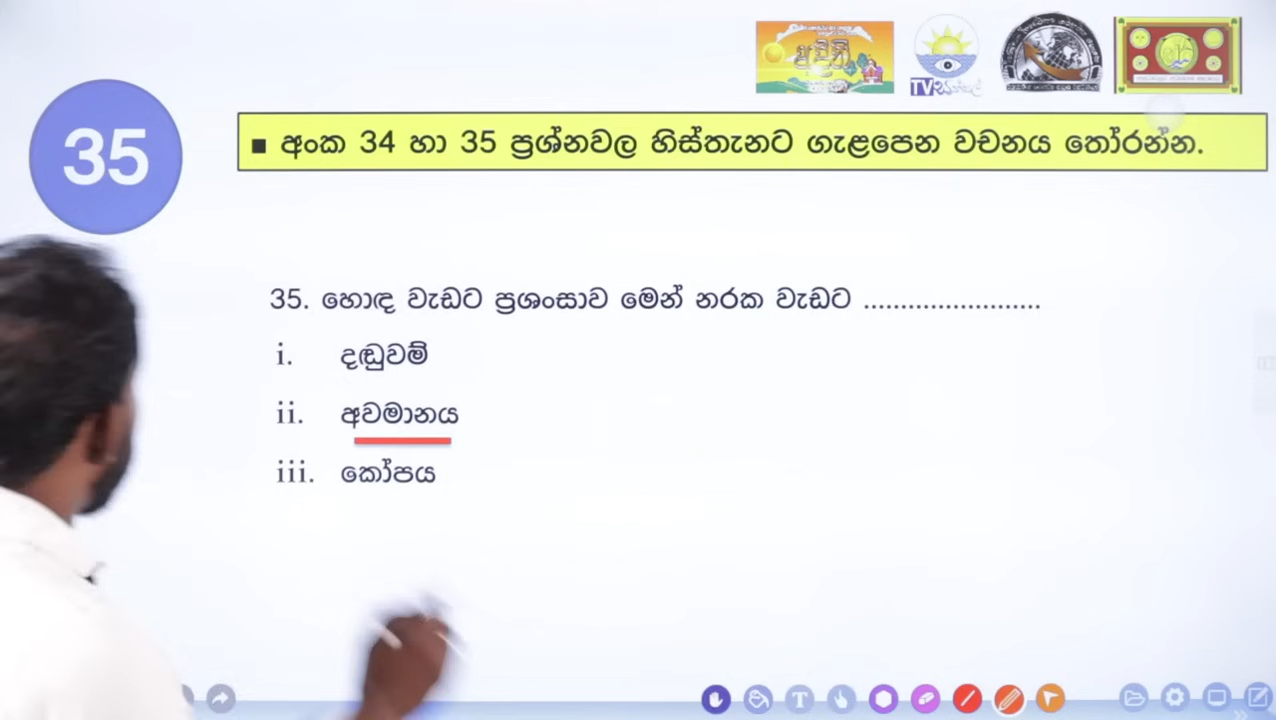 35
▪ අංක 34 හා 35 ප්‍රශ්නවල හිස්තැනට ගැළපෙන වචනය තෝරන්න.
35. හොඳ වැඩට ප්‍රශංසාව මෙන් නරක වැඩට ........................
i. දඬුවම්
ii. අවමානය
iii. කෝපය
TV
T